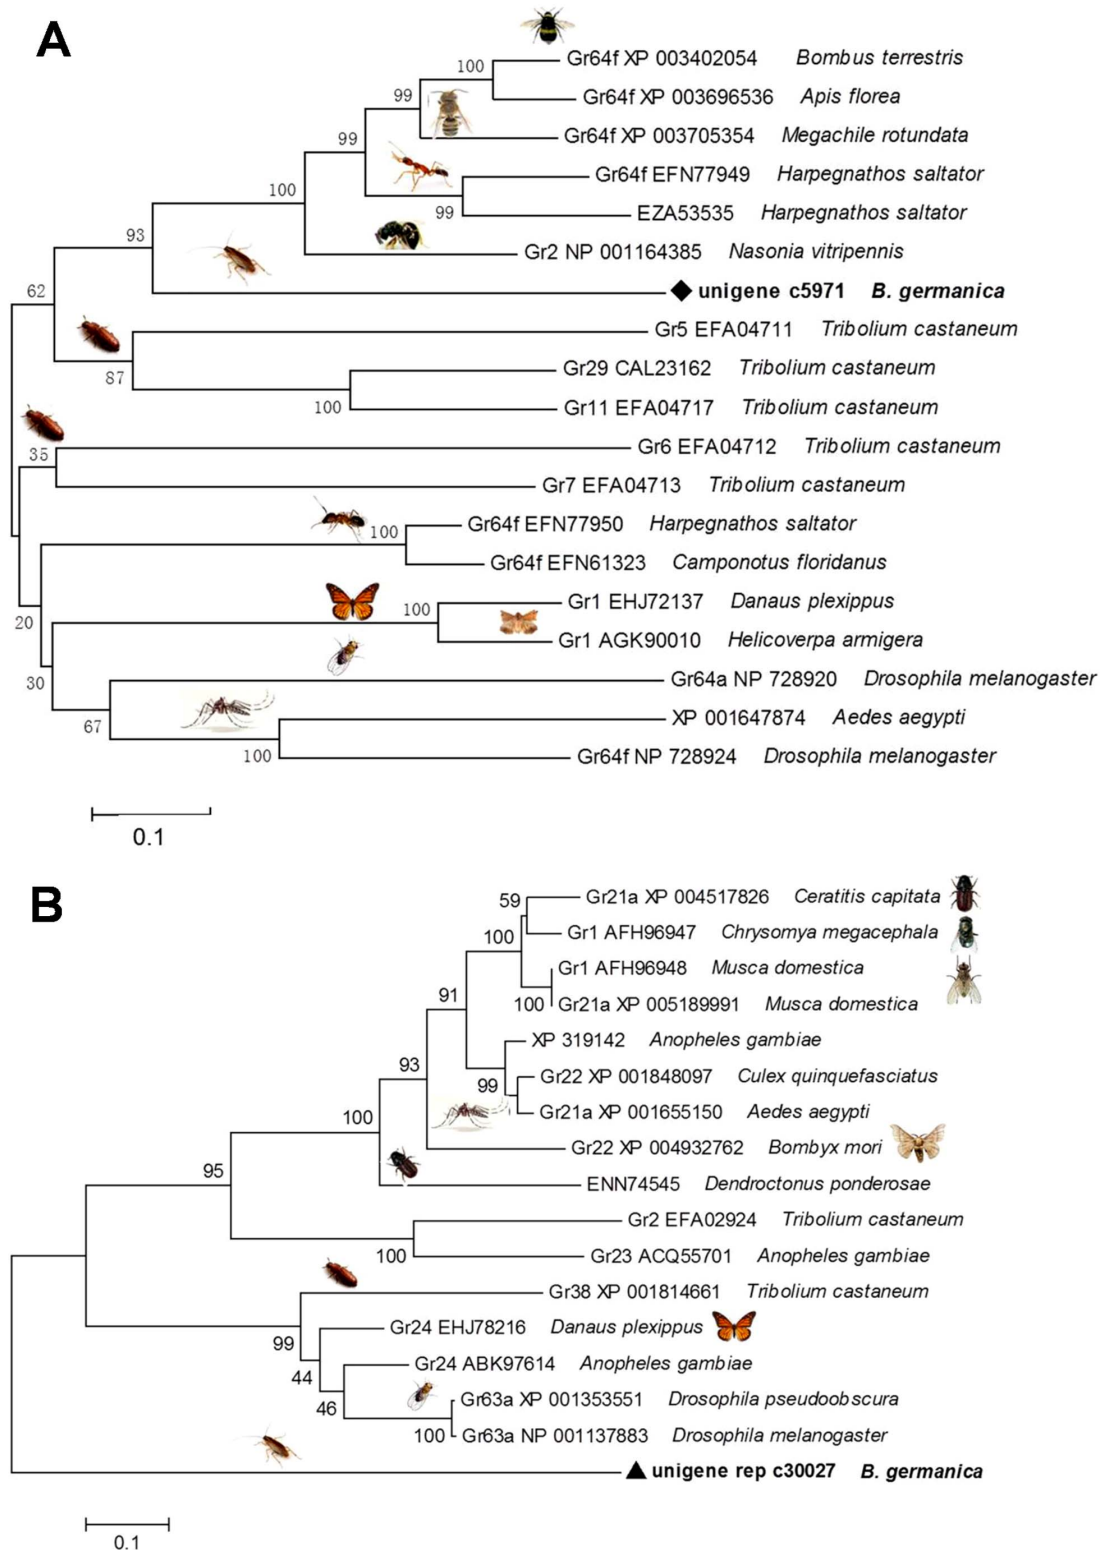 A
Gr64f XP 003402054 Bombus terrestris
100
Gr64f XP 003696536 Apis florea
99
Gr64f XP 003705354 Megachile rotundata
99
Gr64f EFN77949 Harpegnathos saltator
100
99 EZA53535 Harpegnathos saltator
93
Gr2 NP 001164385 Nasonia vitripennis
62
unigene c5971 B. germanica
Gr5 EFA04711 Tribolium castaneum
87
Gr29 CAL23162 Tribolium castaneum
100
Gr11 EFA04717 Tribolium castaneum
35
Gr6 EFA04712 Tribolium castaneum
Gr7 EFA04713 Tribolium castaneum
100
Gr64f EFN77950 Harpegnathos saltator
Gr64f EFN61323 Camponotus floridanus
20
100
Gr1 EHJ72137 Danaus plexippus
Gr1 AGK90010 Helicoverpa armigera
30
Gr64a NP 728920 Drosophila melanogaster
67
XP 001647874 Aedes aegypti
100
Gr64f NP 728924 Drosophila melanogaster
0.1
B
59
Gr21a XP 004517826 Ceratitis capitata
100
Gr1 AFH96947 Chrysomya megacephala
Gr1 AFH96948 Musca domestica
91
100
Gr21a XP 005189991 Musca domestica
XP 319142 Anopheles gambiae
93
99
Gr22 XP 001848097 Culex quinquefasciatus
100
Gr21a XP 001655150 Aedes aegypti
Gr22 XP 004932762 Bombyx mori
95
ENN74545 Dendroctonus ponderosae
Gr2 EFA02924 Tribolium castaneum
100
Gr23 ACQ55701 Anopheles gambiae
Gr38 XP 001814661 Tribolium castaneum
99
Gr24 EHJ78216 Danaus plexippus
44
Gr24 ABK97614 Anopheles gambiae
46
Gr63a XP 001353551 Drosophila pseudoobscura
100
Gr63a NP 001137883 Drosophila melanogaster
unigene rep c30027 B. germanica
0.1